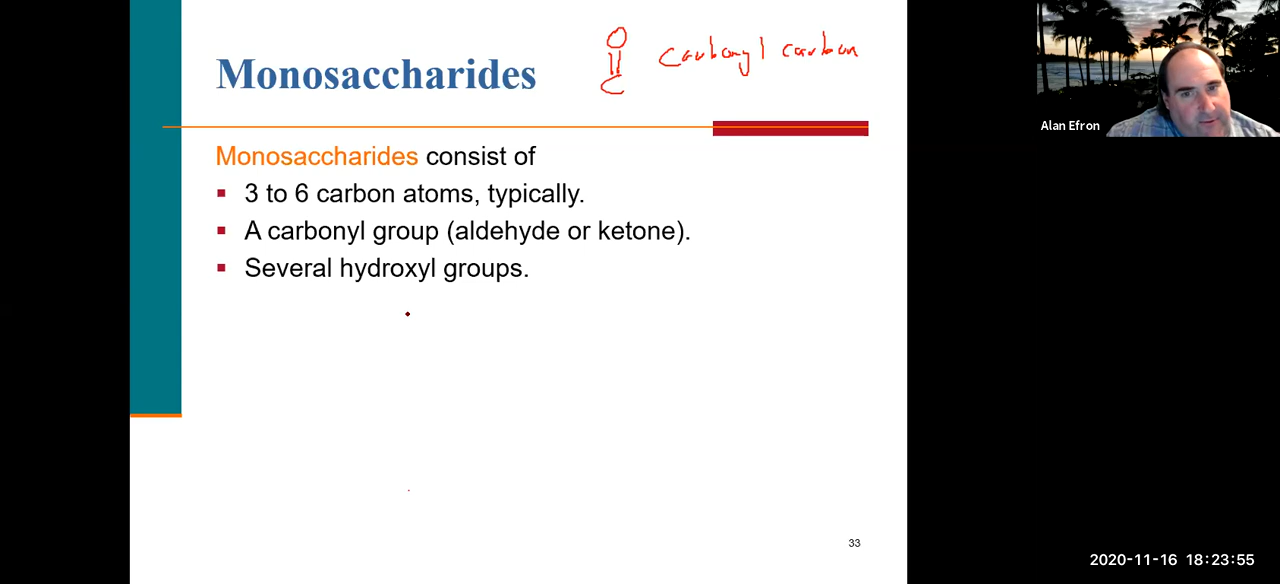 O
||
C
carbonyl carbon
Monosaccharides
Alan Efron
Monosaccharides consist of
▪ 3 to 6 carbon atoms, typically.
▪ A carbonyl group (aldehyde or ketone).
▪ Several hydroxyl groups.
33
2020-11-16 18:23:55